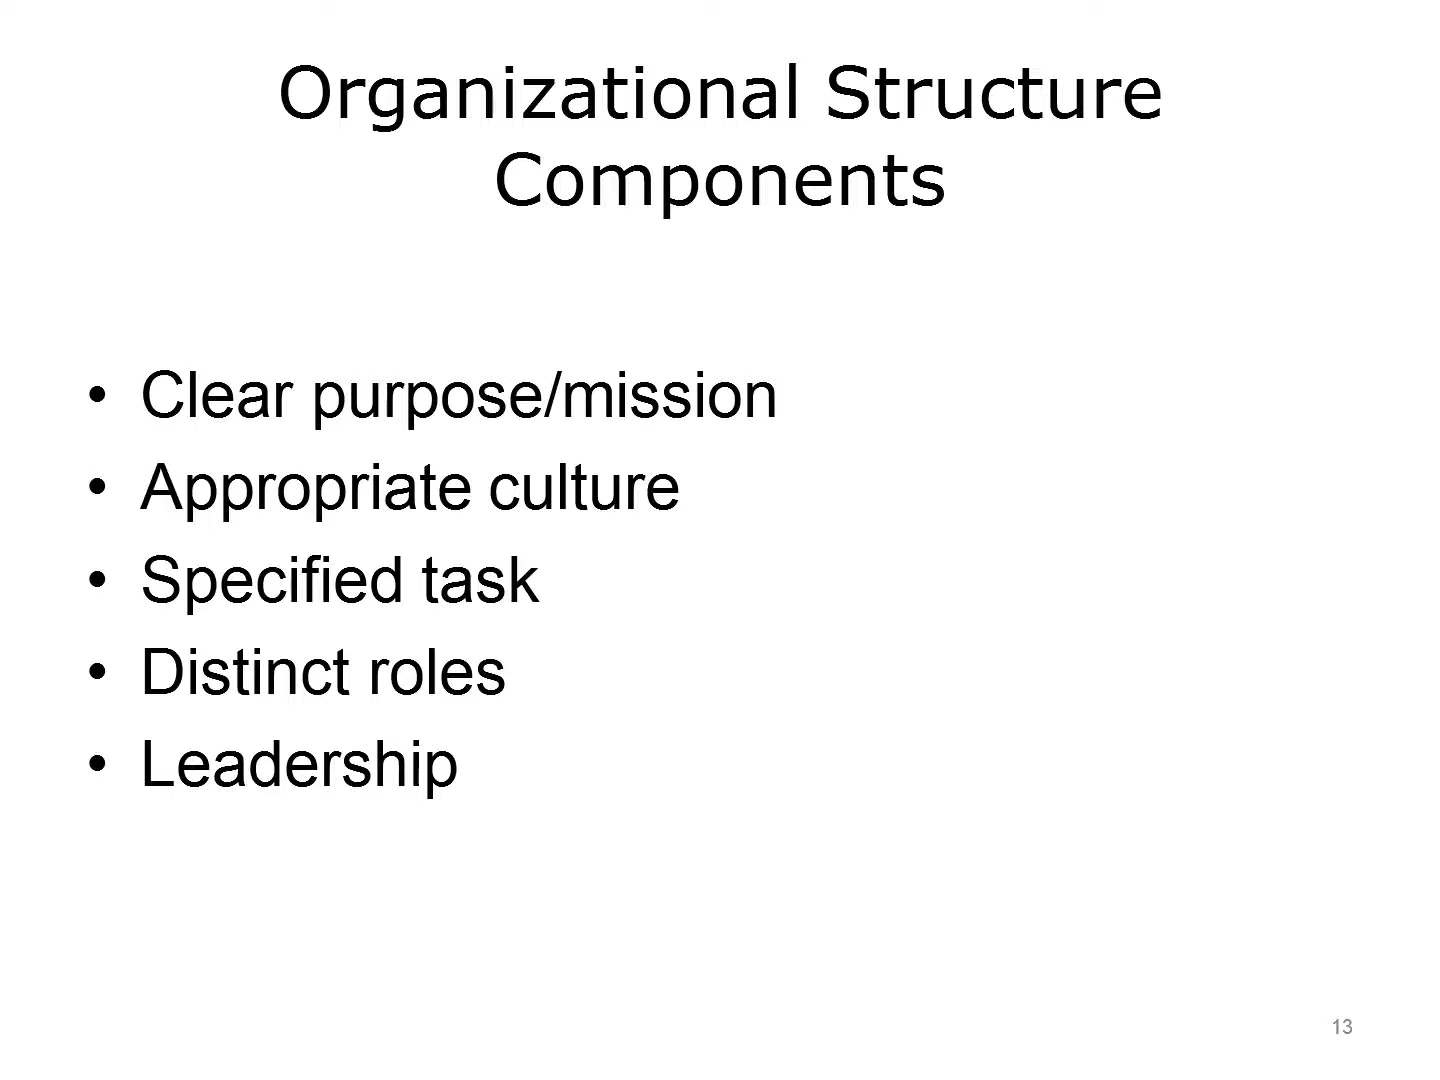 Organizational Structure
Components
• Clear purpose/mission
• Appropriate culture
• Specified task
• Distinct roles
• Leadership
13